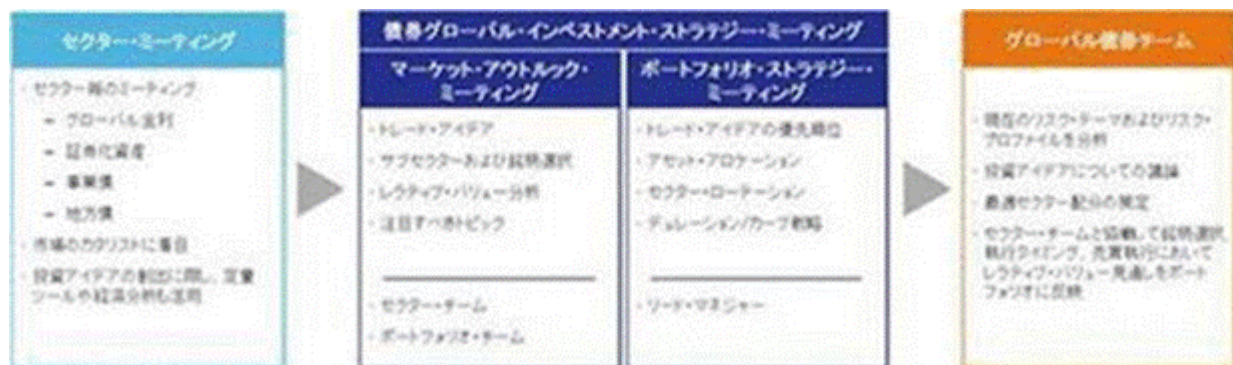 セクター・ミーティング
・セクター毎のミーティング
– グローバル金利
– 証券化資産
– 事業債
– 地方債
・市場のカタリストに着目
・投資アイデアの創出に際し、定量
ツールや経済分析も活用
債券グローバル・インベストメント・ストラテジー・ミーティング
マーケット・アウトルック・
ミーティング
・トレード・アイデア
・サブセクターおよび銘柄選択
・レラティブ・バリュー分析
・注目すべきトピック
・セクター・チーム
・ポートフォリオ・チーム
ポートフォリオ・ストラテジー・
ミーティング
・トレード・アイデアの優先順位
・アセット・アロケーション
・セクター・ローテーション
・デュレーション/カーブ戦略
・リード・マネジャー
グローバル債券チーム
・現在のリスク・テーマおよびリスク・
プロファイルを分析
・投資アイデアについての議論
・最適セクター配分の策定
・セクター・チームと協働して銘柄選択、
執行タイミング、売買執行において
レラティブ・バリュー見通しをポート
フォリオに反映